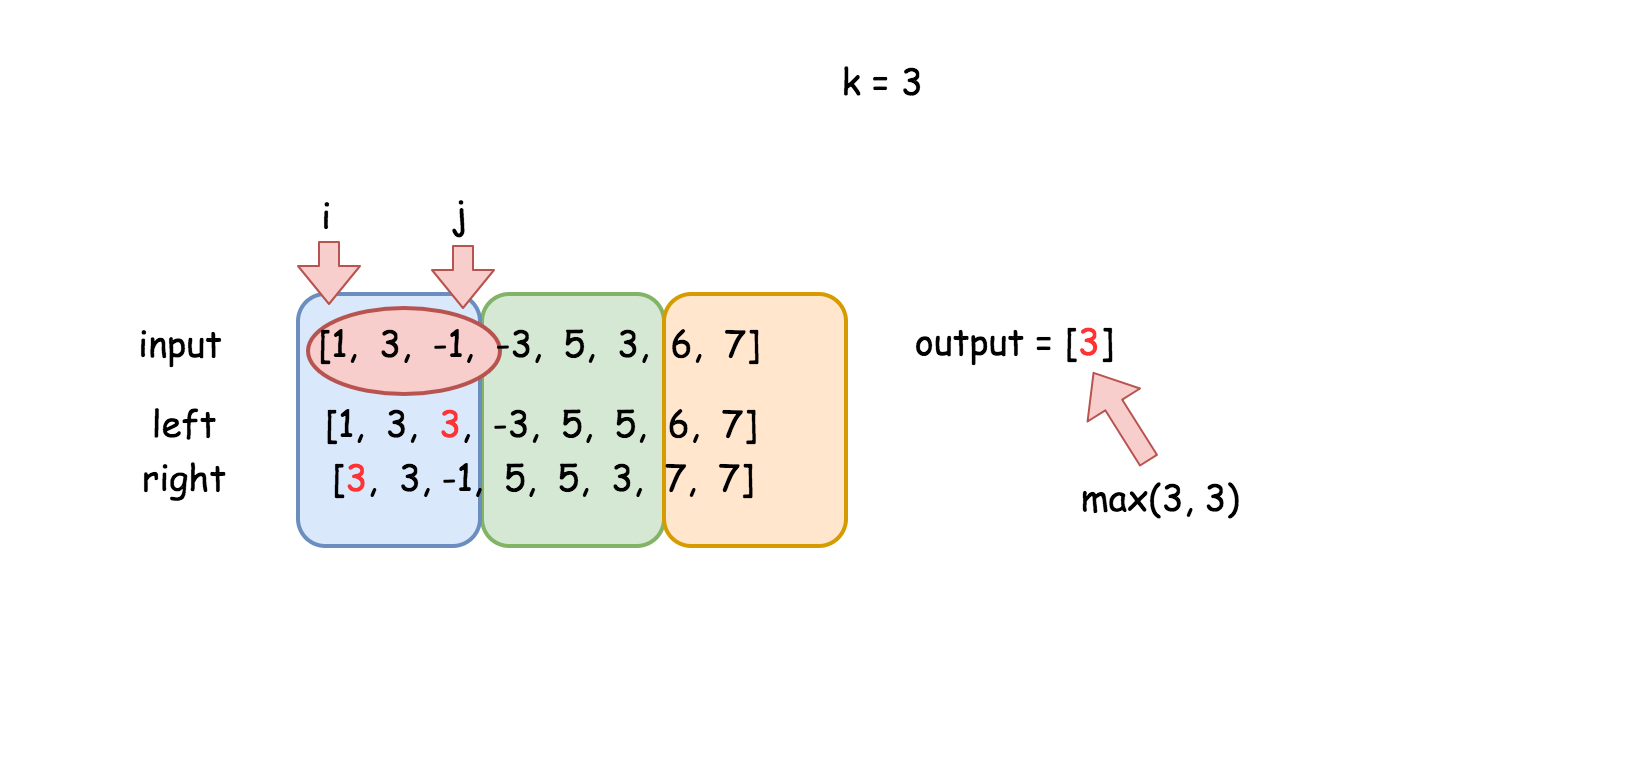 k = 3
i
j
input [1, 3, -1, -3, 5, 3, 6, 7] output = [3]
left [1, 3, 3, -3, 5, 5, 6, 7]
right [3, 3, -1, 5, 5, 3, 7, 7]
max(3, 3)